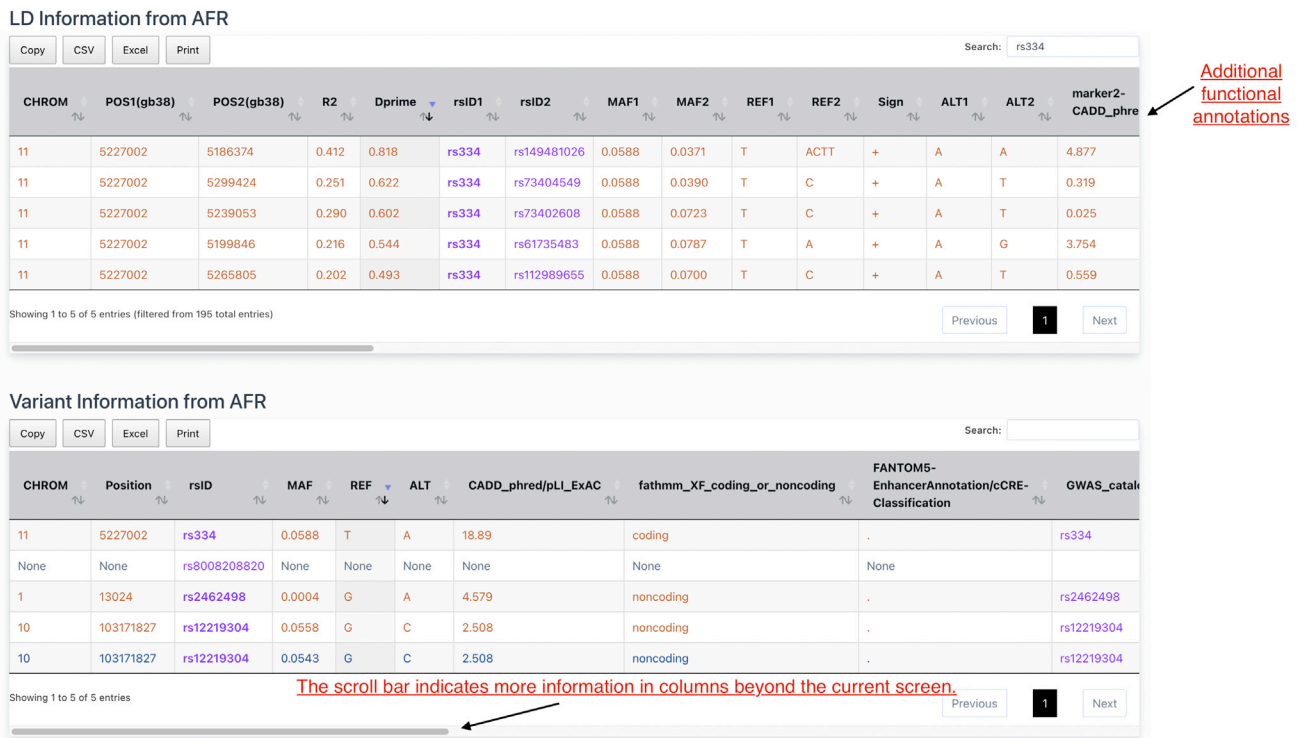 LD Information from AFR
Copy CSV Excel Print Search: rs334
Additional
functional
annotations
CHROM POS1(gb38) POS2(gb38) R2 Dprime rsID1 rsID2 MAF1 MAF2 REF1 REF2 Sign ALT1 ALT2 marker2-
CADD_phre
11 5227002 5186374 0.412 0.818 rs334 rs149481026 0.0588 0.0371 T ACTT + A A 4.877
11 5227002 5299424 0.251 0.622 rs334 rs73404549 0.0588 0.0390 T C + A T 0.319
11 5227002 5239053 0.290 0.602 rs334 rs73402608 0.0588 0.0723 T C + A T 0.025
11 5227002 5199846 0.216 0.544 rs334 rs61735483 0.0588 0.0787 T A + A G 3.754
11 5227002 5265805 0.202 0.493 rs334 rs112989655 0.0588 0.0700 T C + A T 0.559
Showing 1 to 5 of 5 entries (filtered from 195 total entries)
Previous 1 Next
Variant Information from AFR
Copy CSV Excel Print Search:
CHROM Position rsID MAF REF ALT CADD_phred/pLI_ExAC fathmm_XF_coding_or_noncoding FANTOM5-
EnhancerAnnotation/cCRE-
Classification GWAS_catal
11 5227002 rs334 0.0588 T A 18.89 coding . rs334
None None rs8008208820 None None None None None None
1 13024 rs2462498 0.0004 G A 4.579 noncoding . rs2462498
10 103171827 rs12219304 0.0558 G C 2.508 noncoding . rs12219304
10 103171827 rs12219304 0.0543 G C 2.508 noncoding . rs12219304
The scroll bar indicates more information in columns beyond the current screen.
Showing 1 to 5 of 5 entries
Previous 1 Next